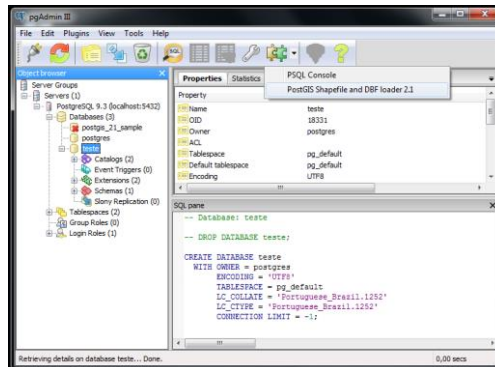 pgAdmin III
File Edit Plugins View Tools Help
Object browser
Server Groups
Servers (1)
PostgreSQL 9.3 (localhost:5432)
Databases (3)
postgis_21_sample
postgres
teste
Catalogs (2)
Event Triggers (0)
Extensions (2)
Schemas (1)
Slony Replication (0)
Tablespaces (2)
Group Roles (0)
Login Roles (1)
PSQL Console
PostGIS Shapefile and DBF loader 2.1
Properties Statistics
Property
Name teste
OID 18331
Owner postgres
ACL
Tablespace pg_default
Default tablespace pg_default
Encoding UTF8
SQL pane
-- Database: teste
-- DROP DATABASE teste;
CREATE DATABASE teste
WITH OWNER = postgres
ENCODING = 'UTF8'
TABLESPACE = pg_default
LC_COLLATE = 'Portuguese_Brazil.1252'
LC_CTYPE = 'Portuguese_Brazil.1252'
CONNECTION LIMIT = -1;
Retrieving details on database teste... Done. 0,00 secs